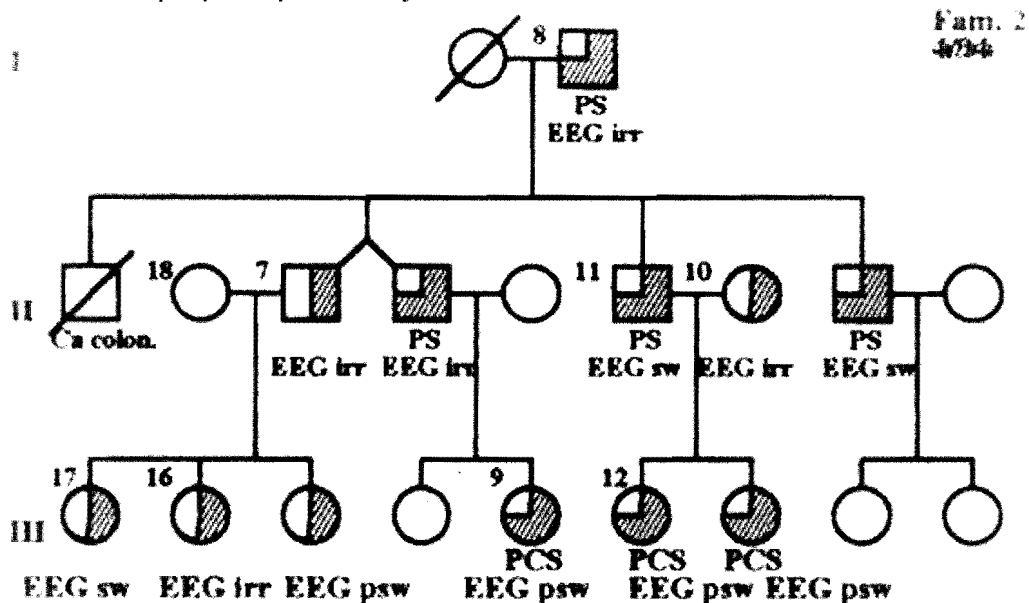 Fam. 2
8
I
PS
EEG irr
18 7 11 10
II
Ca colon. PS PS PS
EEG irr EEG irr EEG sw EEG irr EEG sw
17 16 9 12
III
PCS PCS PCS
EEG sw EEG irr EEG psw EEG psw EEG psw EEG psw